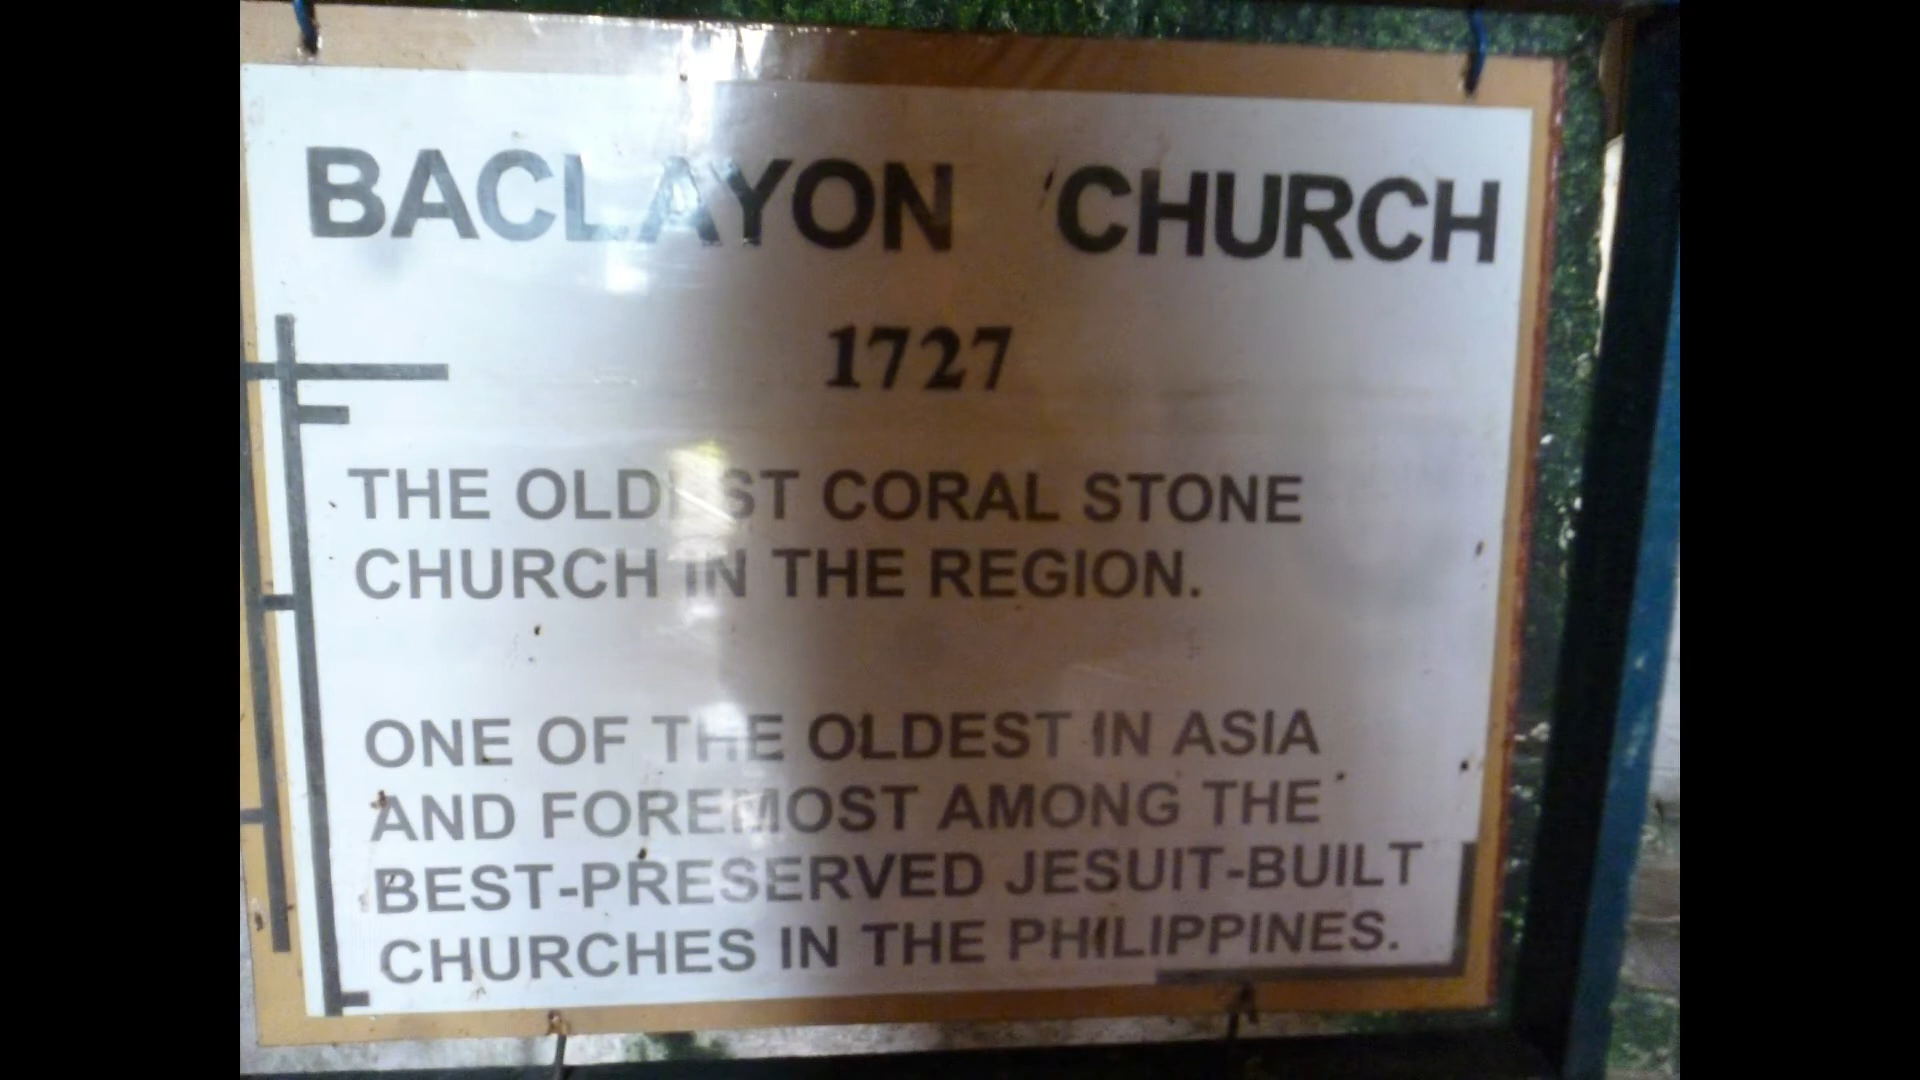 BACLAYON CHURCH
1727
THE OLDEST CORAL STONE
CHURCH IN THE REGION.
ONE OF THE OLDEST IN ASIA
AND FOREMOST AMONG THE
BEST-PRESERVED JESUIT-BUILT
CHURCHES IN THE PHILIPPINES.